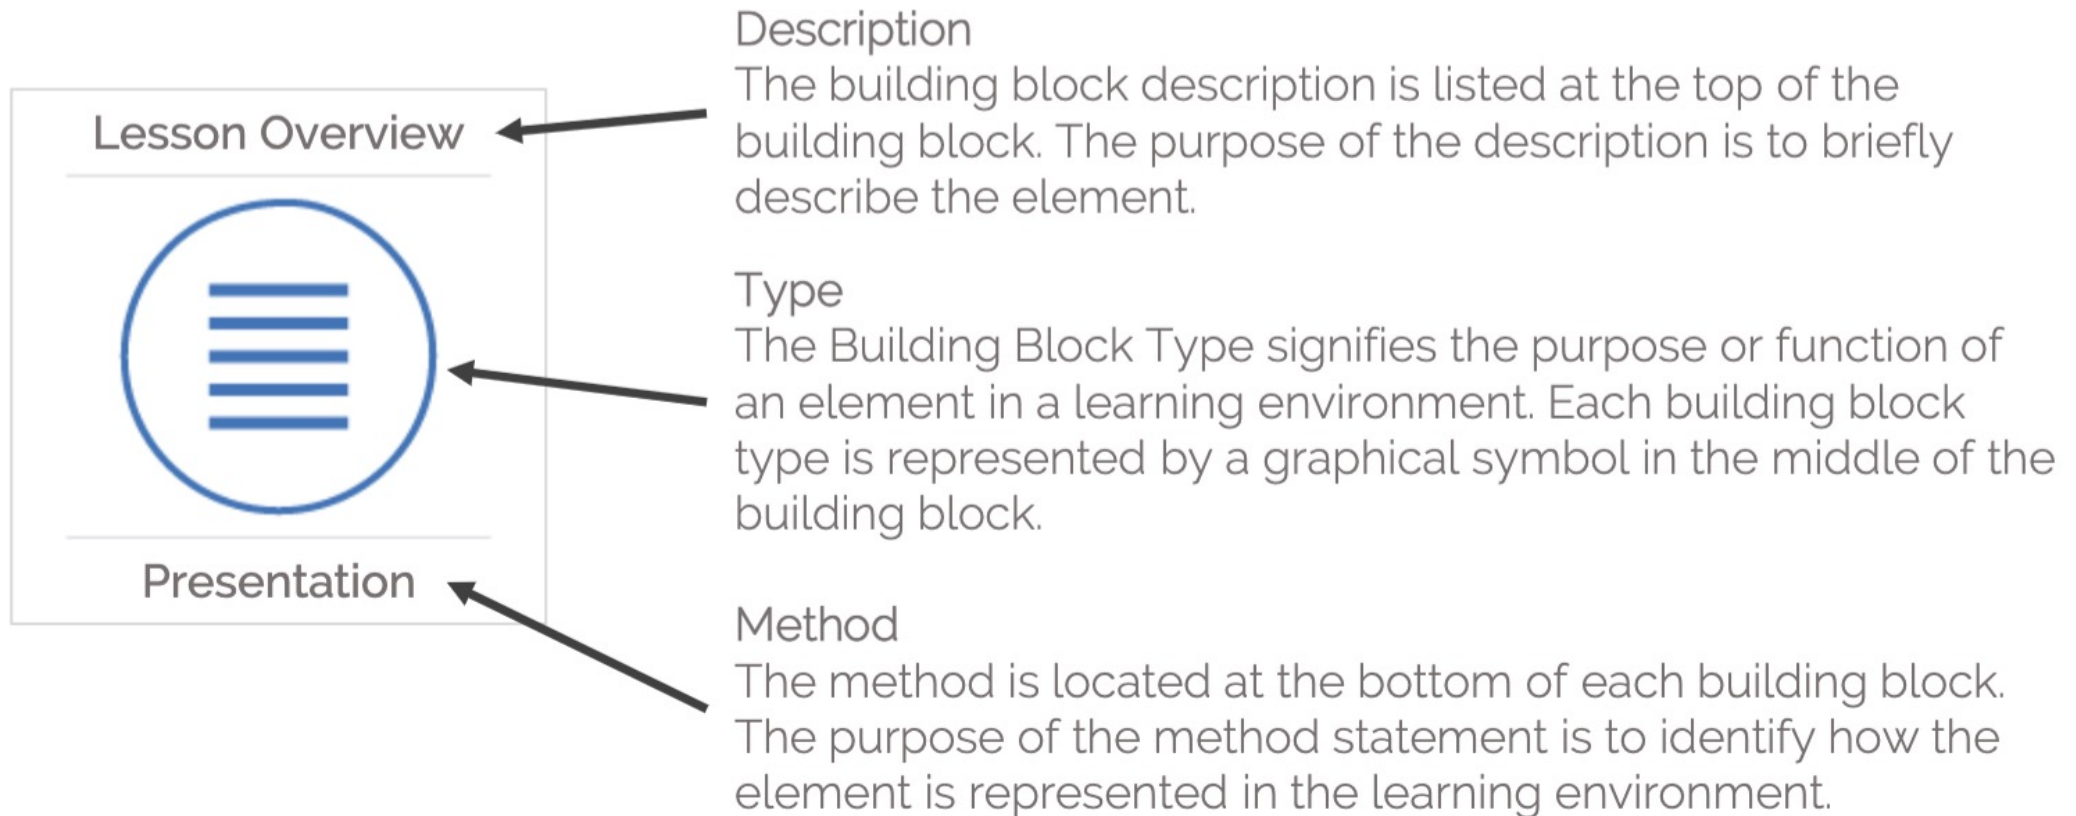 Lesson Overview
Presentation
Description
The building block description is listed at the top of the
building block. The purpose of the description is to briefly
describe the element.
Type
The Building Block Type signifies the purpose or function of
an element in a learning environment. Each building block
type is represented by a graphical symbol in the middle of the
building block.
Method
The method is located at the bottom of each building block.
The purpose of the method statement is to identify how the
element is represented in the learning environment.